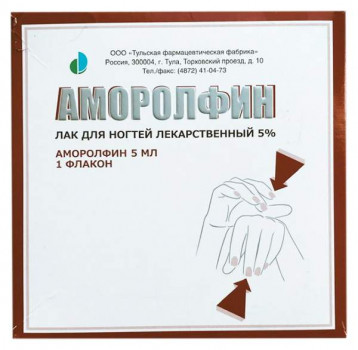 ООО «Тульская фармацевтическая фабрика»
Россия, 300004, г. Тула, Торховский проезд, д. 10
Тел./факс: (4872) 41-04-73
АМОРОЛФИН
ЛАК ДЛЯ НОГТЕЙ ЛЕКАРСТВЕННЫЙ 5%
АМОРОЛФИН 5 МЛ
1 ФЛАКОН